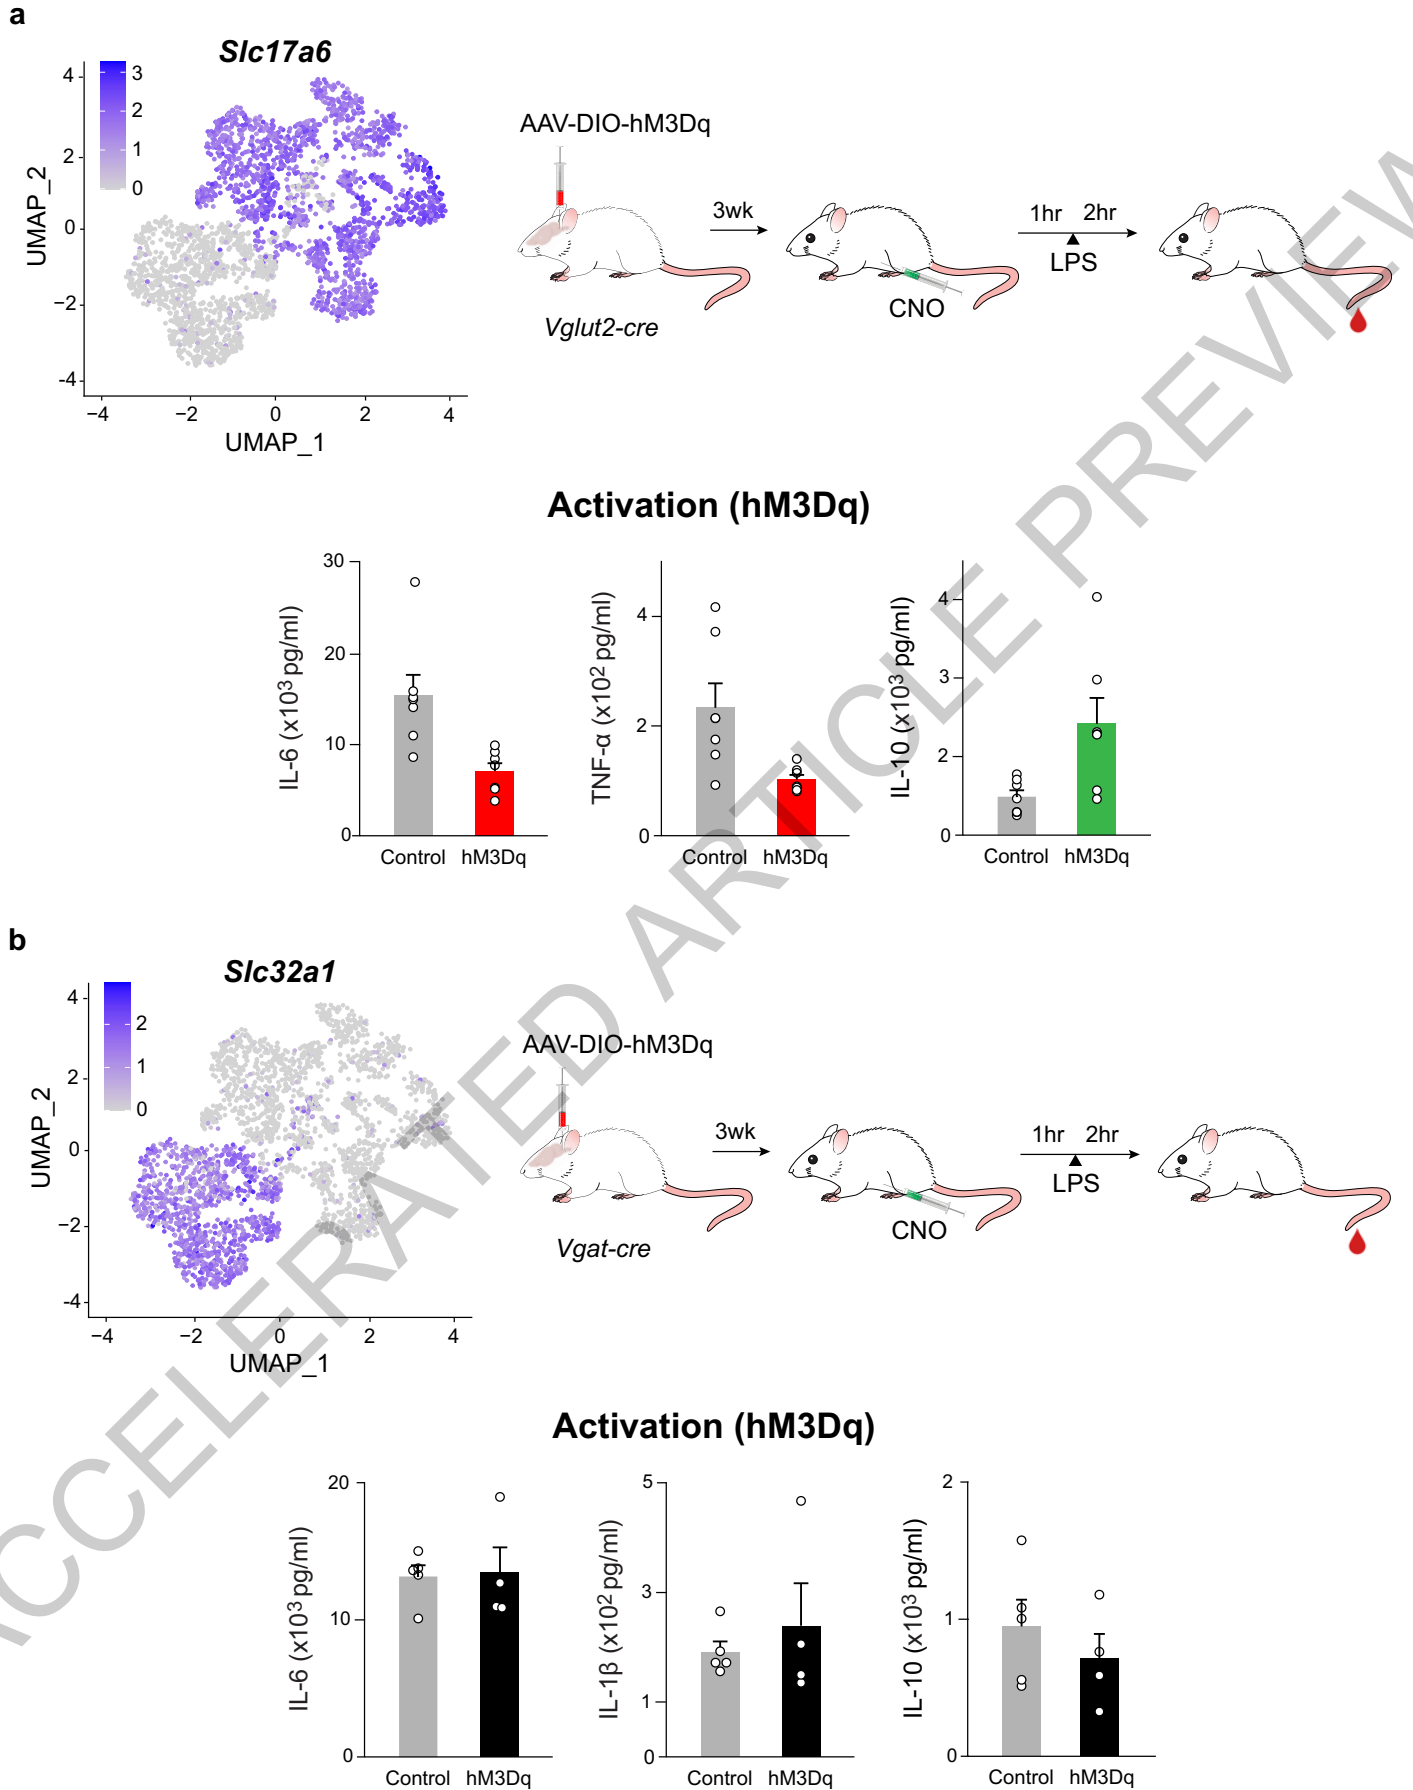 a
Slc17a6
4
2
0
−2
-4
3
2
1
0
UMAP_2
−4
−2
0
2
4
UMAP_1
AAV-DIO-hM3Dq
Vglut2-cre
3wk
CNO
1hr 2hr
LPS
Activation (hM3Dq)
30
20
10
0
IL-6 (x10³ pg/ml)
Control hM3Dq
4
2
0
TNF-α (x10² pg/ml)
Control hM3Dq
4
3
2
0
IL-10 (x10³ pg/ml)
Control hM3Dq
b
Slc32a1
4
2
0
−2
-4
2
1
0
UMAP_2
−4
−2
0
2
4
UMAP_1
AAV-DIO-hM3Dq
Vgat-cre
3wk
CNO
1hr 2hr
LPS
Activation (hM3Dq)
20
10
0
IL-6 (x10³ pg/ml)
Control hM3Dq
5
3
1
0
IL-1β (x10² pg/ml)
Control hM3Dq
2
1
0
IL-10 (x10³ pg/ml)
Control hM3Dq
ACCELERATED ARTICLE PREVIEW